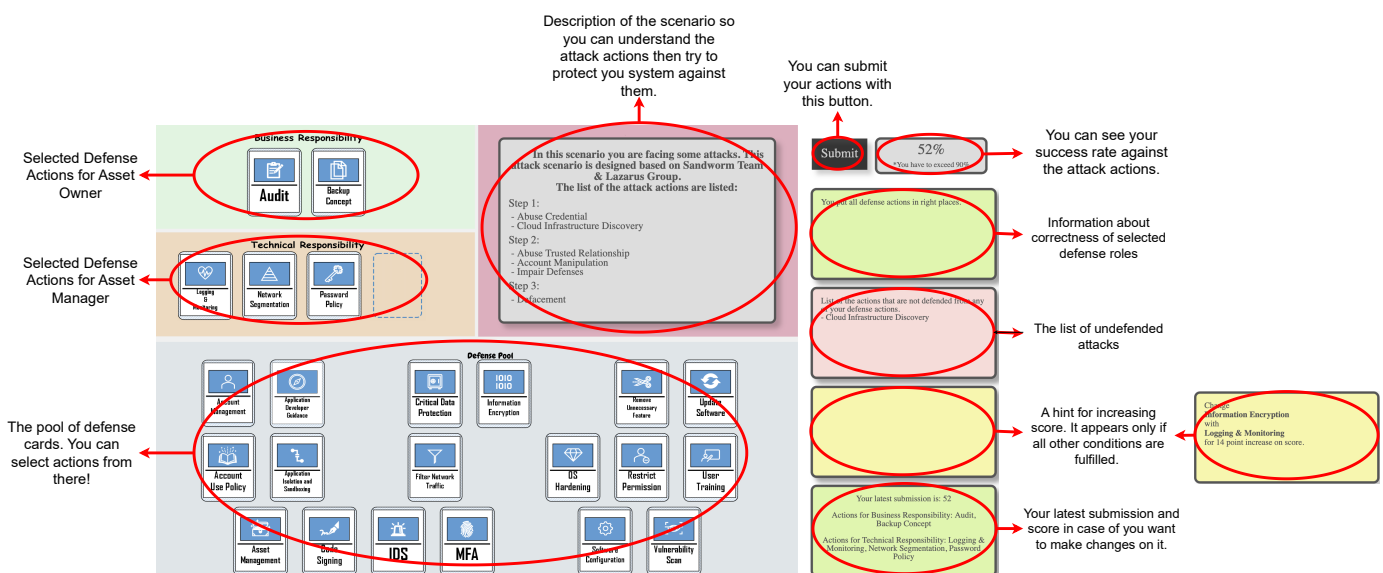 Description of the scenario so
you can understand the
attack actions then try to
protect you system against
them.
You can submit
your actions with
this button.
Selected Defense
Actions for Asset
Owner
Business Responsibility
Audit
Backup
Concept
Selected Defense
Actions for Asset
Manager
Technical Responsibility
Logging
&
Monitoring
Network
Segmentation
Password
Policy
In this scenario you are facing some attacks. This
attack scenario is designed based on Sandworm Team
& Lazarus Group.
The list of the attack actions are listed:
Step 1:
- Abuse Credential
- Cloud Infrastructure Discovery
Step 2:
- Abuse Trusted Relationship
- Account Manipulation
- Impair Defenses
Step 3:
- Defacement
Submit
52%
*You have to exceed 90%
You can see your
success rate against
the attack actions.
You put all defense actions in right places.
Information about
correctness of selected
defense roles
List of the actions that are not defended from any
of your defense actions.
- Cloud Infrastructure Discovery
The list of undefended
attacks
A hint for increasing
score. It appears only if
all other conditions are
fulfilled.
Change
Information Encryption
with
Logging & Monitoring
for 14 point increase on score.
Your latest submission is: 52
Actions for Business Responsibility: Audit,
Backup Concept
Actions for Technical Responsibility: Logging &
Monitoring, Network Segmentation, Password
Policy
Your latest submission and
score in case of you want
to make changes on it.
The pool of defense
cards. You can
select actions from
there!
Defense Pool
Account
Management
Application
Developer
Guidance
Critical Data
Protection
1010
1010
Information
Encryption
Remove
Unnecessary
Feature
Update
Software
Account
Use Policy
Application
Isolation and
Sandboxing
Filter Network
Traffic
OS
Hardening
Restrict
Permission
User
Training
Asset
Management
Code
Signing
IDS
MFA
Software
Configuration
Vulnerability
Scan